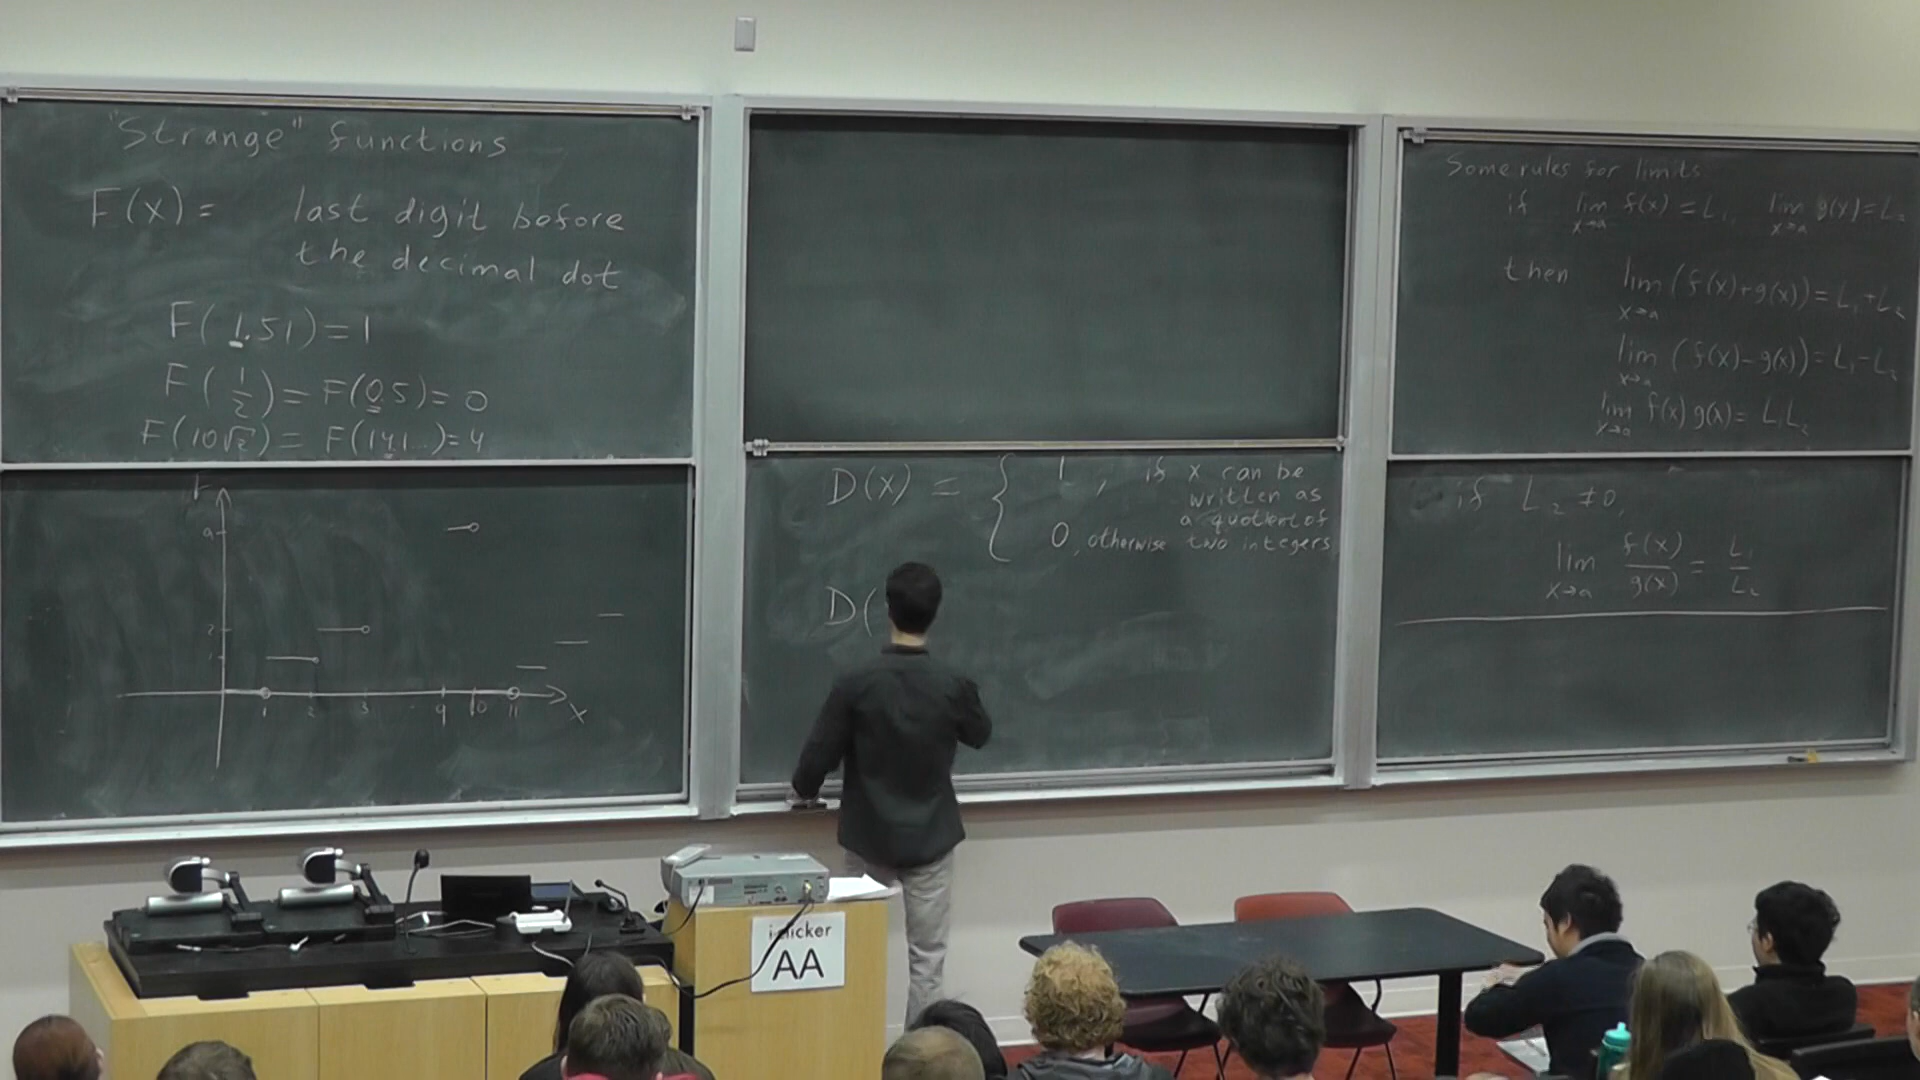 "Strange" functions
F(x) = last digit before
the decimal dot
F(1.51) = 1
F(1/2) = F(0.5) = 0
F(10√2) = F(14.1...) = 4
F
9
2
1
1 2 3 9 10 11 x
D(x) = { 1, if x can be
written as
a quotient of
0, otherwise two integers
D(
Some rules for limits
if lim x→a f(x) = L₁, lim x→a g(x) = L₂
then lim x→a (f(x)+g(x)) = L₁+L₂
lim x→a (f(x)-g(x)) = L₁-L₂
lim x→a f(x) g(x) = L₁L₂
if L₂ ≠ 0,
lim x→a f(x)/g(x) = L₁/L₂
i-clicker
AA